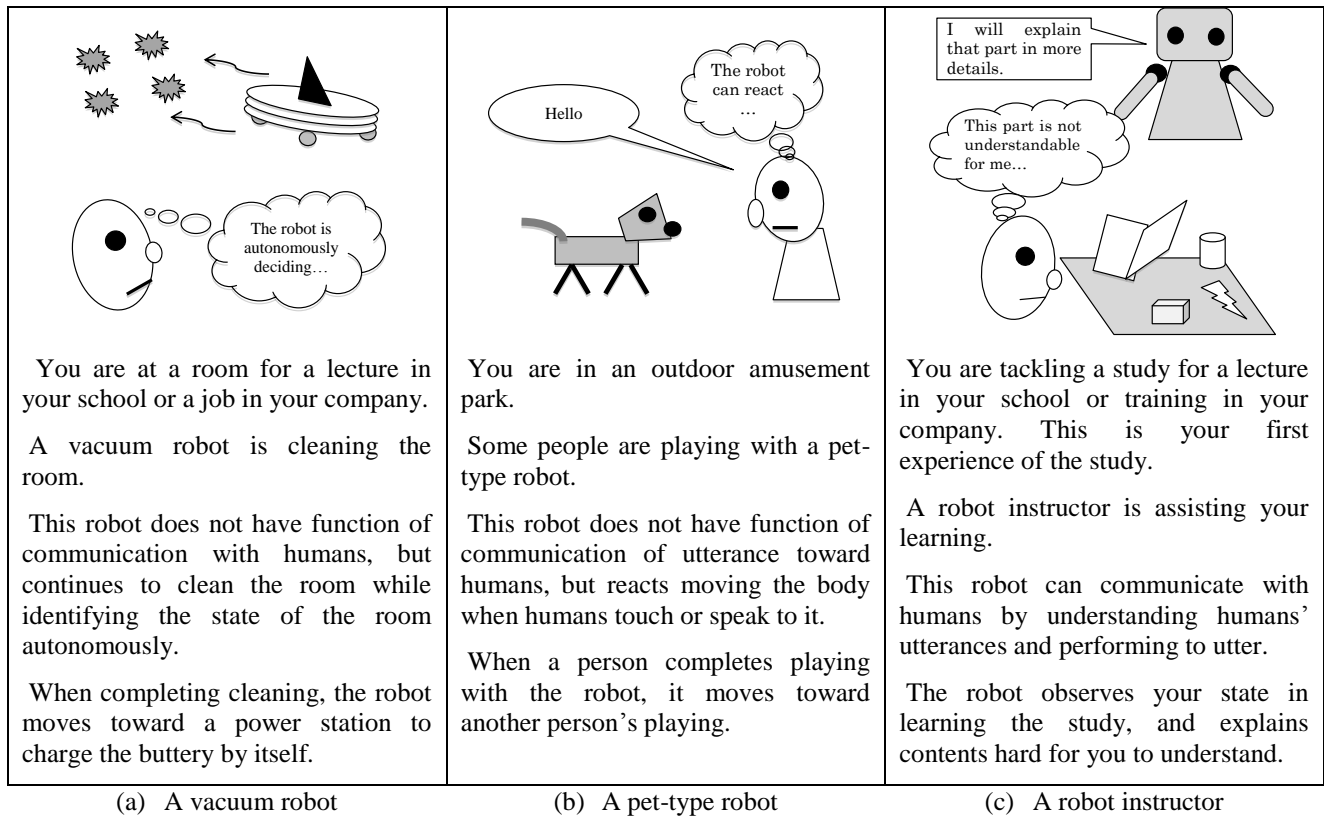 The robot is
autonomously
deciding…
You are at a room for a lecture in
your school or a job in your company.
A vacuum robot is cleaning the
room.
This robot does not have function of
communication with humans, but
continues to clean the room while
identifying the state of the room
autonomously.
When completing cleaning, the robot
moves toward a power station to
charge the buttery by itself.
(a) A vacuum robot
Hello
The robot
can react
…
You are in an outdoor amusement
park.
Some people are playing with a pet-
type robot.
This robot does not have function of
communication of utterance toward
humans, but reacts moving the body
when humans touch or speak to it.
When a person completes playing
with the robot, it moves toward
another person's playing.
(b) A pet-type robot
I will explain
that part in more
details.
This part is not
understandable
for me…
You are tackling a study for a lecture
in your school or training in your
company. This is your first
experience of the study.
A robot instructor is assisting your
learning.
This robot can communicate with
humans by understanding humans'
utterances and performing to utter.
The robot observes your state in
learning the study, and explains
contents hard for you to understand.
(c) A robot instructor